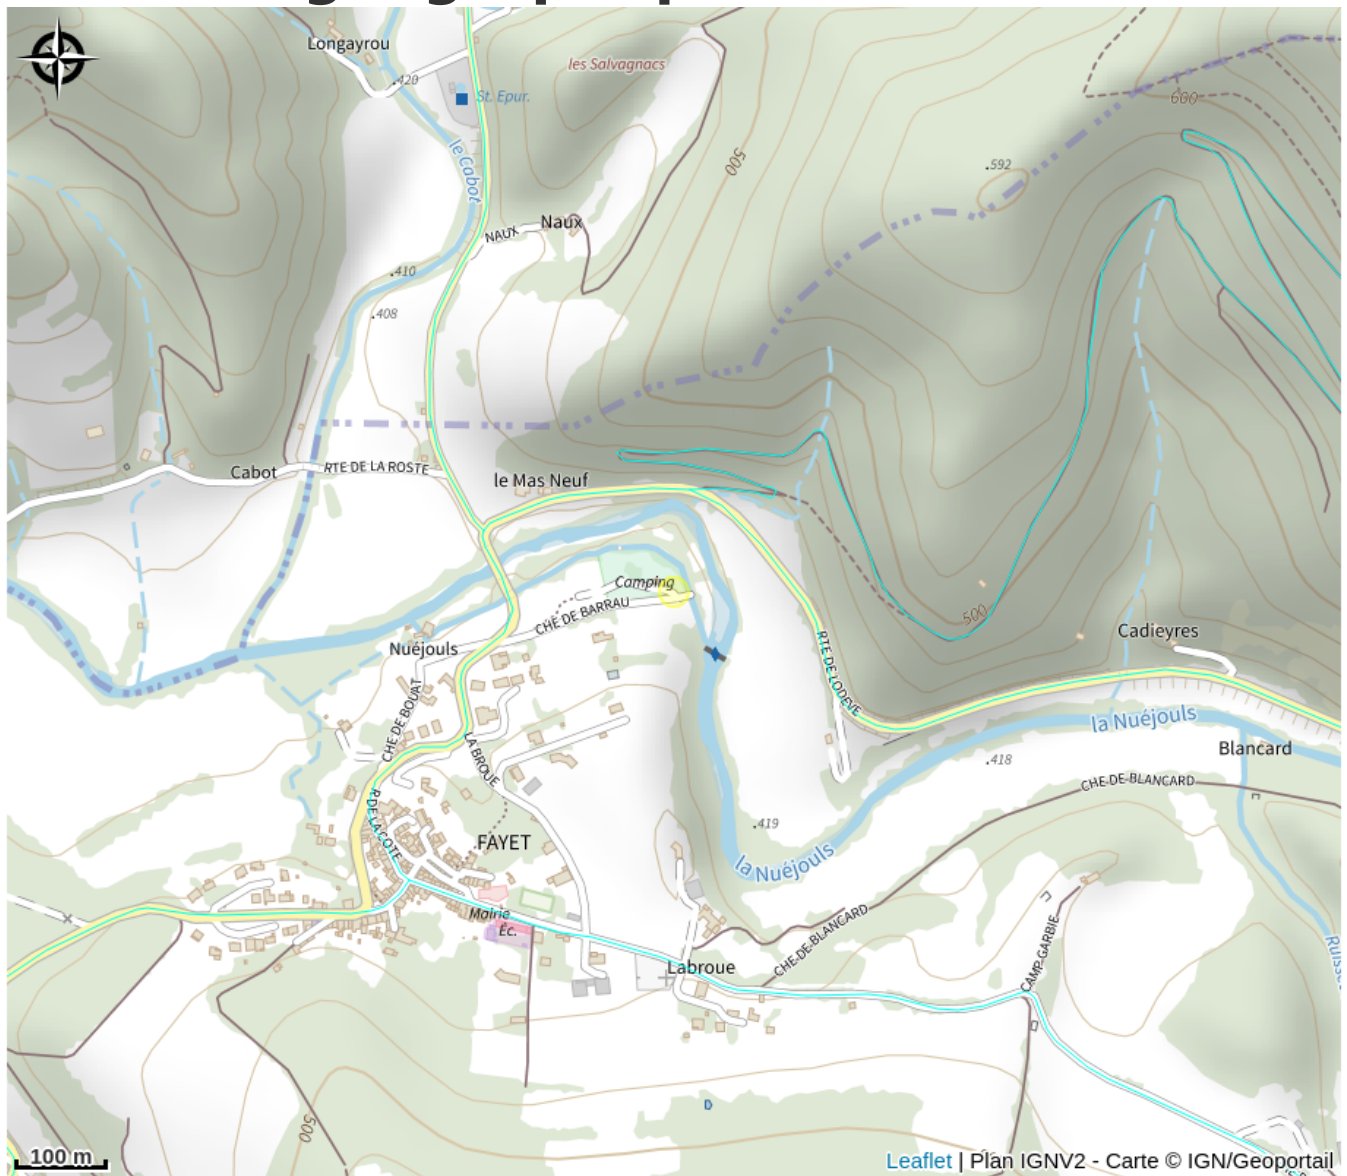 Longayrou
les Salvagnacs
420
St. Epur.
600
le Cabot
500
.592
NAUX
Naux
.410
.408
Cabot
RTE DE LA ROSTE
le Mas Neuf
Camping
CHE DE BARRAU
500
Nuéjouls
Cadieyres
RTE DE LODEVE
CHE DE BOUAT
la Nuéjouls
LA BROUE
.418
Blancard
CHE DE BLANCARD
R DE LA COTE
.419
FAYET
la Nuéjouls
Mairie
Éc.
CHE DE BLANCARD
CAMP GARBIE
Labroue
500
100 m
Leaflet | Plan IGNV2 - Carte © IGN/Geoportail